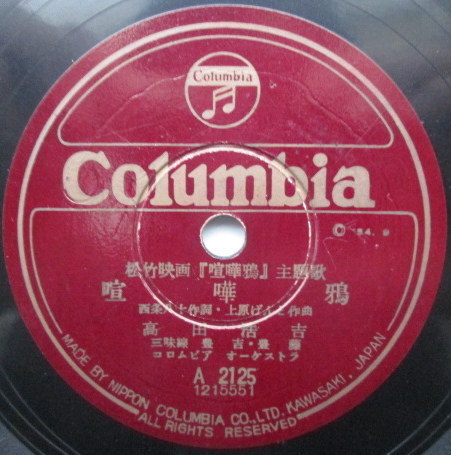 Columbia
Columbia
© '54. 9
松竹映画『喧嘩鴉』主題歌
喧嘩鴉
西条八十作詞・上原げんと作曲
高田浩吉
三味線 豊吉・豊藤
コロムビア オーケストラ
A 2125
1215551
MADE BY NIPPON COLUMBIA CO., LTD. KAWASAKI, JAPAN
ALL RIGHTS RESERVED